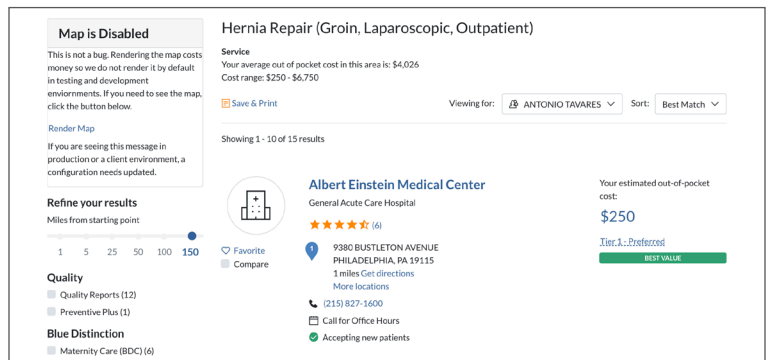 Map is Disabled
This is not a bug. Rendering the map costs
money so we do not render it by default
in testing and development
enviornments. If you need to see the map,
click the button below.
Render Map
If you are seeing this message in
production or a client environment, a
configuration needs updated.
Refine your results
Miles from starting point
1 5 25 50 100 150
Quality
Quality Reports (12)
Preventive Plus (1)
Blue Distinction
Maternity Care (BDC) (6)
Hernia Repair (Groin, Laparoscopic, Outpatient)
Service
Your average out of pocket cost in this area is: $4,026
Cost range: $250 - $6,750
Save & Print
Viewing for: ANTONIO TAVARES Sort: Best Match
Showing 1 - 10 of 15 results
Favorite
Compare
Albert Einstein Medical Center
General Acute Care Hospital
(6)
1 9380 BUSTLETON AVENUE
PHILADELPHIA, PA 19115
1 miles Get directions
More locations
(215) 827-1600
Call for Office Hours
Accepting new patients
Your estimated out-of-pocket
cost:
$250
Tier 1 - Preferred
BEST VALUE